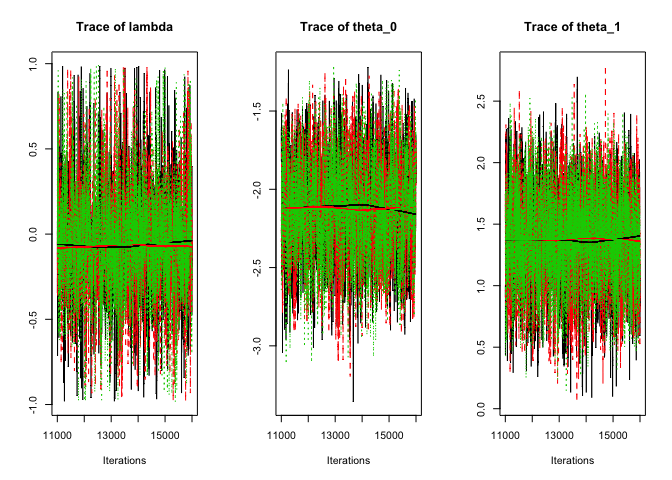 Trace of lambda
1.0
0.5
0.0
-0.5
-1.0
11000 13000 15000
Iterations
Trace of theta_0
-1.5
-2.0
-2.5
-3.0
11000 13000 15000
Iterations
Trace of theta_1
2.5
2.0
1.5
1.0
0.5
0.0
11000 13000 15000
Iterations